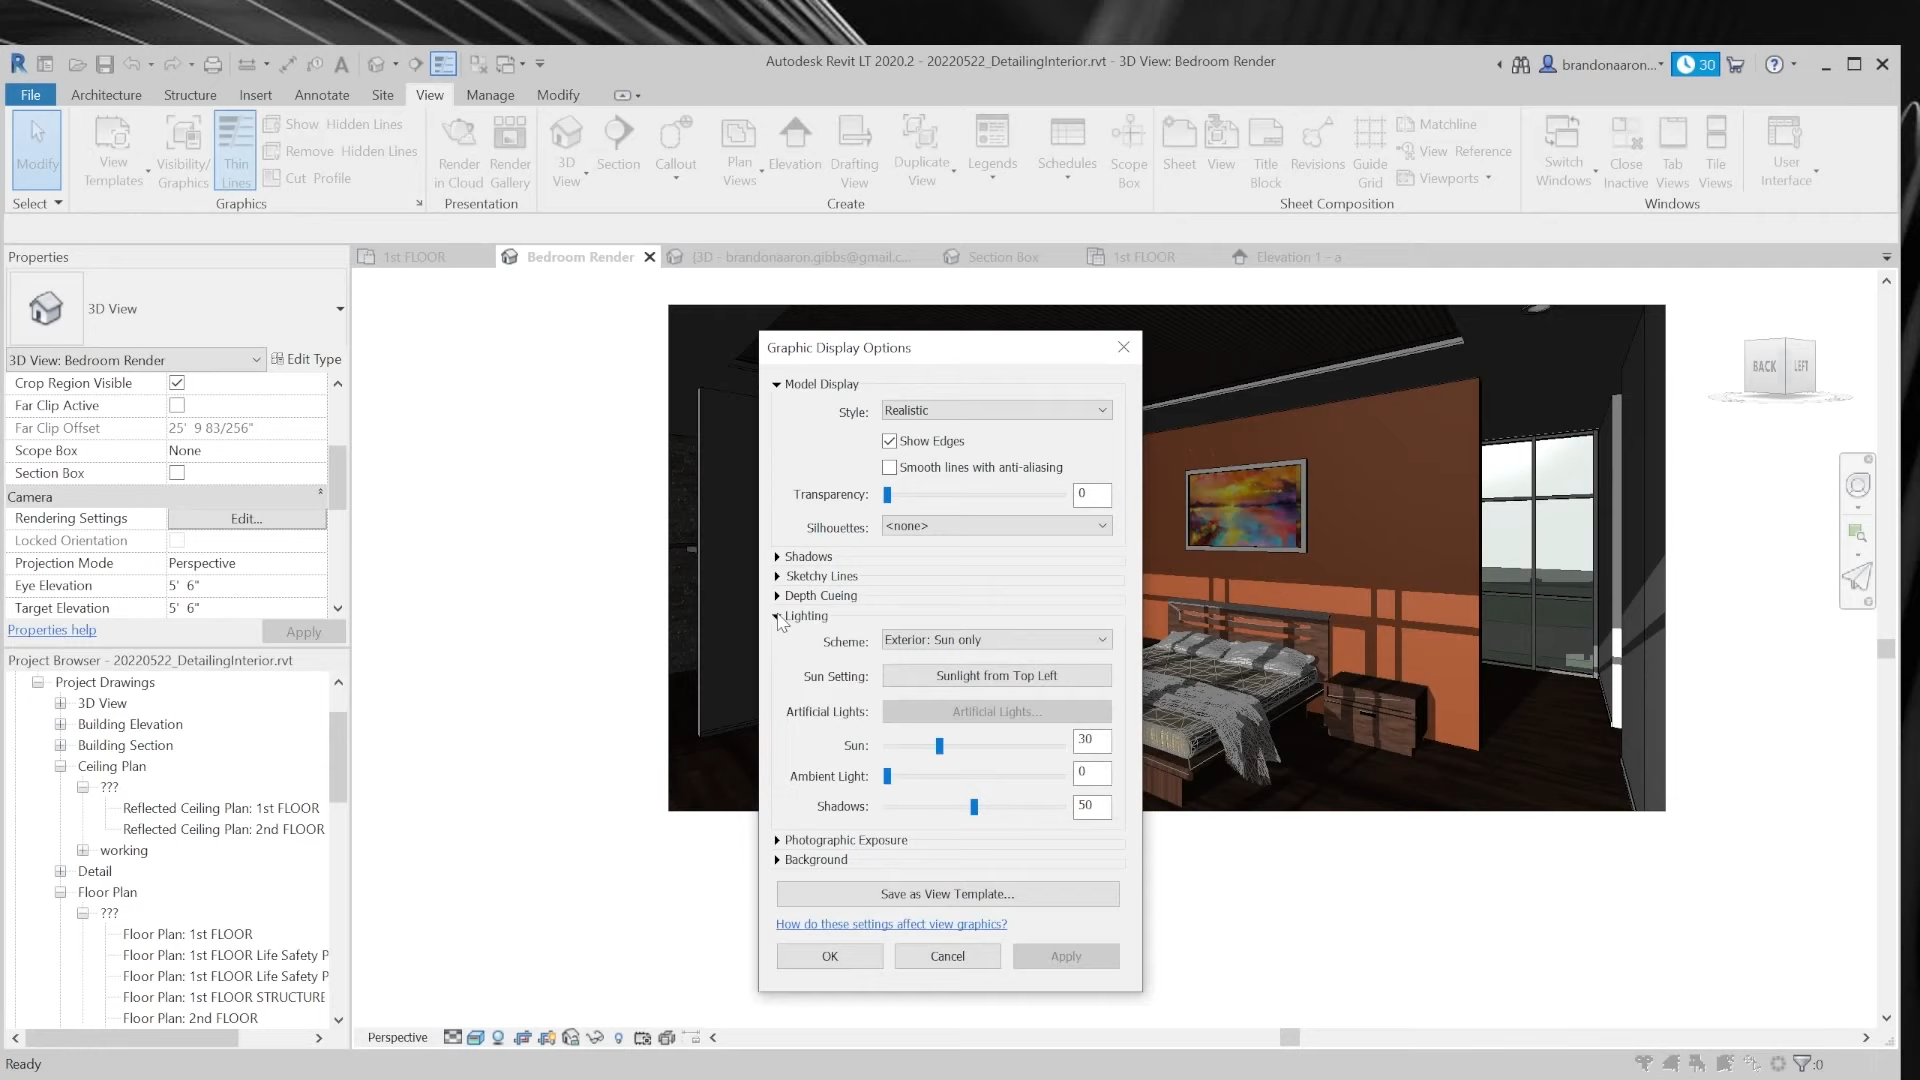 Autodesk Revit LT 2020.2 - 20220522_DetailingInterior.rvt - 3D View: Bedroom Render
brandonaaron...
30
File
Architecture
Structure
Insert
Annotate
Site
View
Manage
Modify
Modify
View
Templates
Visibility/
Graphics
Thin
Lines
Show Hidden Lines
Remove Hidden Lines
Cut Profile
Render
in Cloud
Render
Gallery
3D
View
Section
Callout
Plan
Views
Elevation
Drafting
View
Duplicate
View
Legends
Schedules
Scope
Box
Sheet
View
Title
Block
Revisions
Guide
Grid
Matchline
View Reference
Viewports
Switch
Windows
Close
Inactive
Tab
Views
Tile
Views
User
Interface
Select
Graphics
Presentation
Create
Sheet Composition
Windows
Properties
1st FLOOR
Bedroom Render
{3D - brandonaaron.gibbs@gmail.c...
Section Box
1st FLOOR
Elevation 1 - a
3D View
3D View: Bedroom Render
Edit Type
Crop Region Visible
Far Clip Active
Far Clip Offset
25' 9 83/256"
Scope Box
None
Section Box
Camera
Rendering Settings
Edit...
Locked Orientation
Projection Mode
Perspective
Eye Elevation
5' 6"
Target Elevation
5' 6"
Properties help
Apply
Project Browser - 20220522_DetailingInterior.rvt
Project Drawings
3D View
Building Elevation
Building Section
Ceiling Plan
???
Reflected Ceiling Plan: 1st FLOOR
Reflected Ceiling Plan: 2nd FLOOR
working
Detail
Floor Plan
???
Floor Plan: 1st FLOOR
Floor Plan: 1st FLOOR Life Safety P
Floor Plan: 1st FLOOR Life Safety P
Floor Plan: 1st FLOOR STRUCTURE
Floor Plan: 2nd FLOOR
Graphic Display Options
Model Display
Style:
Realistic
Show Edges
Smooth lines with anti-aliasing
Transparency:
0
Silhouettes:
<none>
Shadows
Sketchy Lines
Depth Cueing
Lighting
Scheme:
Exterior: Sun only
Sun Setting:
Sunlight from Top Left
Artificial Lights:
Artificial Lights...
Sun:
30
Ambient Light:
0
Shadows:
50
Photographic Exposure
Background
Save as View Template...
How do these settings affect view graphics?
OK
Cancel
Apply
BACK
LEFT
Perspective
Ready
:0